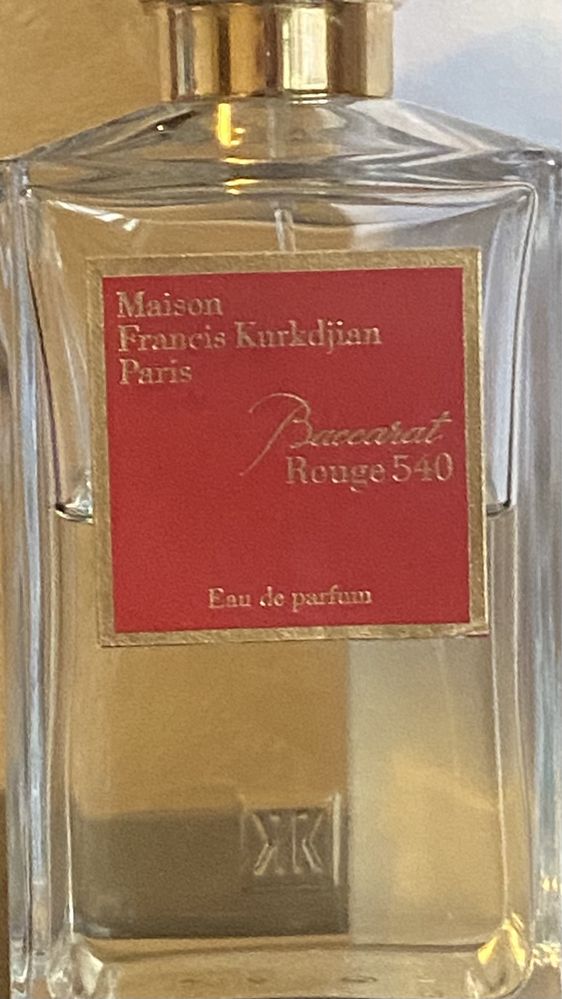 Maison
Francis Kurkdjian
Paris
Baccarat
Rouge 540
Eau de parfum